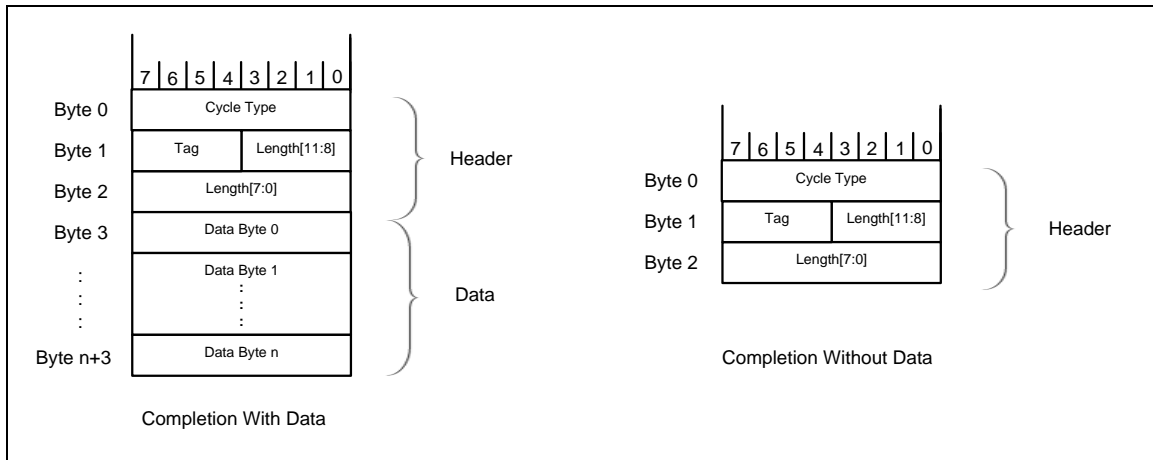 7 6 5 4 3 2 1 0
Byte 0 Cycle Type
Byte 1 Tag Length[11:8]
Byte 2 Length[7:0]
Header
Byte 3 Data Byte 0
Data Byte 1
: :
: :
: :
Data
Byte n+3 Data Byte n
Completion With Data
7 6 5 4 3 2 1 0
Byte 0 Cycle Type
Byte 1 Tag Length[11:8]
Byte 2 Length[7:0]
Header
Completion Without Data